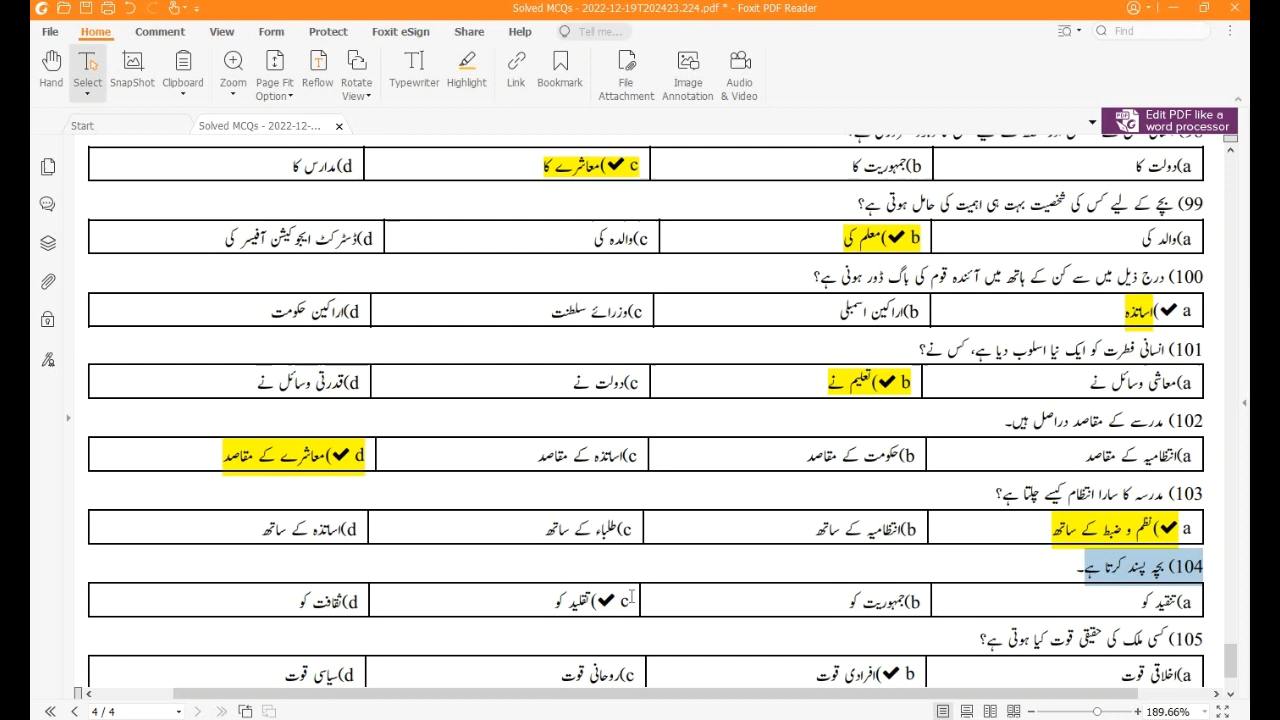 Solved MCQs - 2022-12-19T202423.224.pdf * - Foxit PDF Reader
File Home Comment View Form Protect Foxit eSign Share Help Tell me... Find
Hand Select SnapShot Clipboard Zoom Page Fit Option Reflow Rotate View Typewriter Highlight Link Bookmark File Attachment Image Annotation Audio & Video
Start Solved MCQs - 2022-12-... Edit PDF like a word processor
a)دولت کا b)جمہوریت کا c ✔)معاشرے کا d)مدارس کا
99) بچے کے لیے کس کی شخصیت بہت ہی اہمیت کی حامل ہوتی ہے؟
a)والد کی b ✔)معلم کی c)والدہ کی d)ڈسٹرکٹ ایجوکیشن آفیسر کی
100) درج ذیل میں سے کن کے ہاتھ میں آئندہ قوم کی باگ ڈور ہوتی ہے؟
a ✔)اساتذہ b)اراکین اسمبلی c)وزرائے سلطنت d)اراکین حکومت
101) انسانی فطرت کو ایک نیا اسلوب دیا ہے، کس نے؟
a)معاشی وسائل نے b ✔)تعلیم نے c)دولت نے d)قدرتی وسائل نے
102) مدرسے کے مقاصد دراصل ہیں۔
a)انتظامیہ کے مقاصد b)حکومت کے مقاصد c)اساتذہ کے مقاصد d ✔)معاشرے کے مقاصد
103) مدرسہ کا سارا انتظام کیسے چلتا ہے؟
a ✔)نظم و ضبط کے ساتھ b)انتظامیہ کے ساتھ c)طلباء کے ساتھ d)اساتذہ کے ساتھ
104) بچہ پسند کرتا ہے۔
a)تنقید کو b)جمہوریت کو c ✔)تقلید کو d)ثقافت کو
105) کسی ملک کی حقیقی قوت کیا ہوتی ہے؟
a)اخلاقی قوت b ✔)افرادی قوت c)روحانی قوت d)سیاسی قوت
4 / 4 189.66%